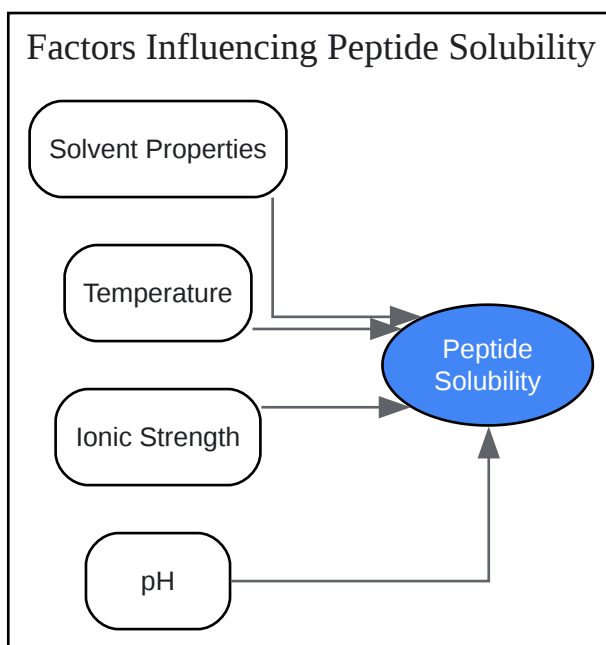 Factors Influencing Peptide Solubility
Solvent Properties
Temperature
Peptide
Solubility
Ionic Strength
pH